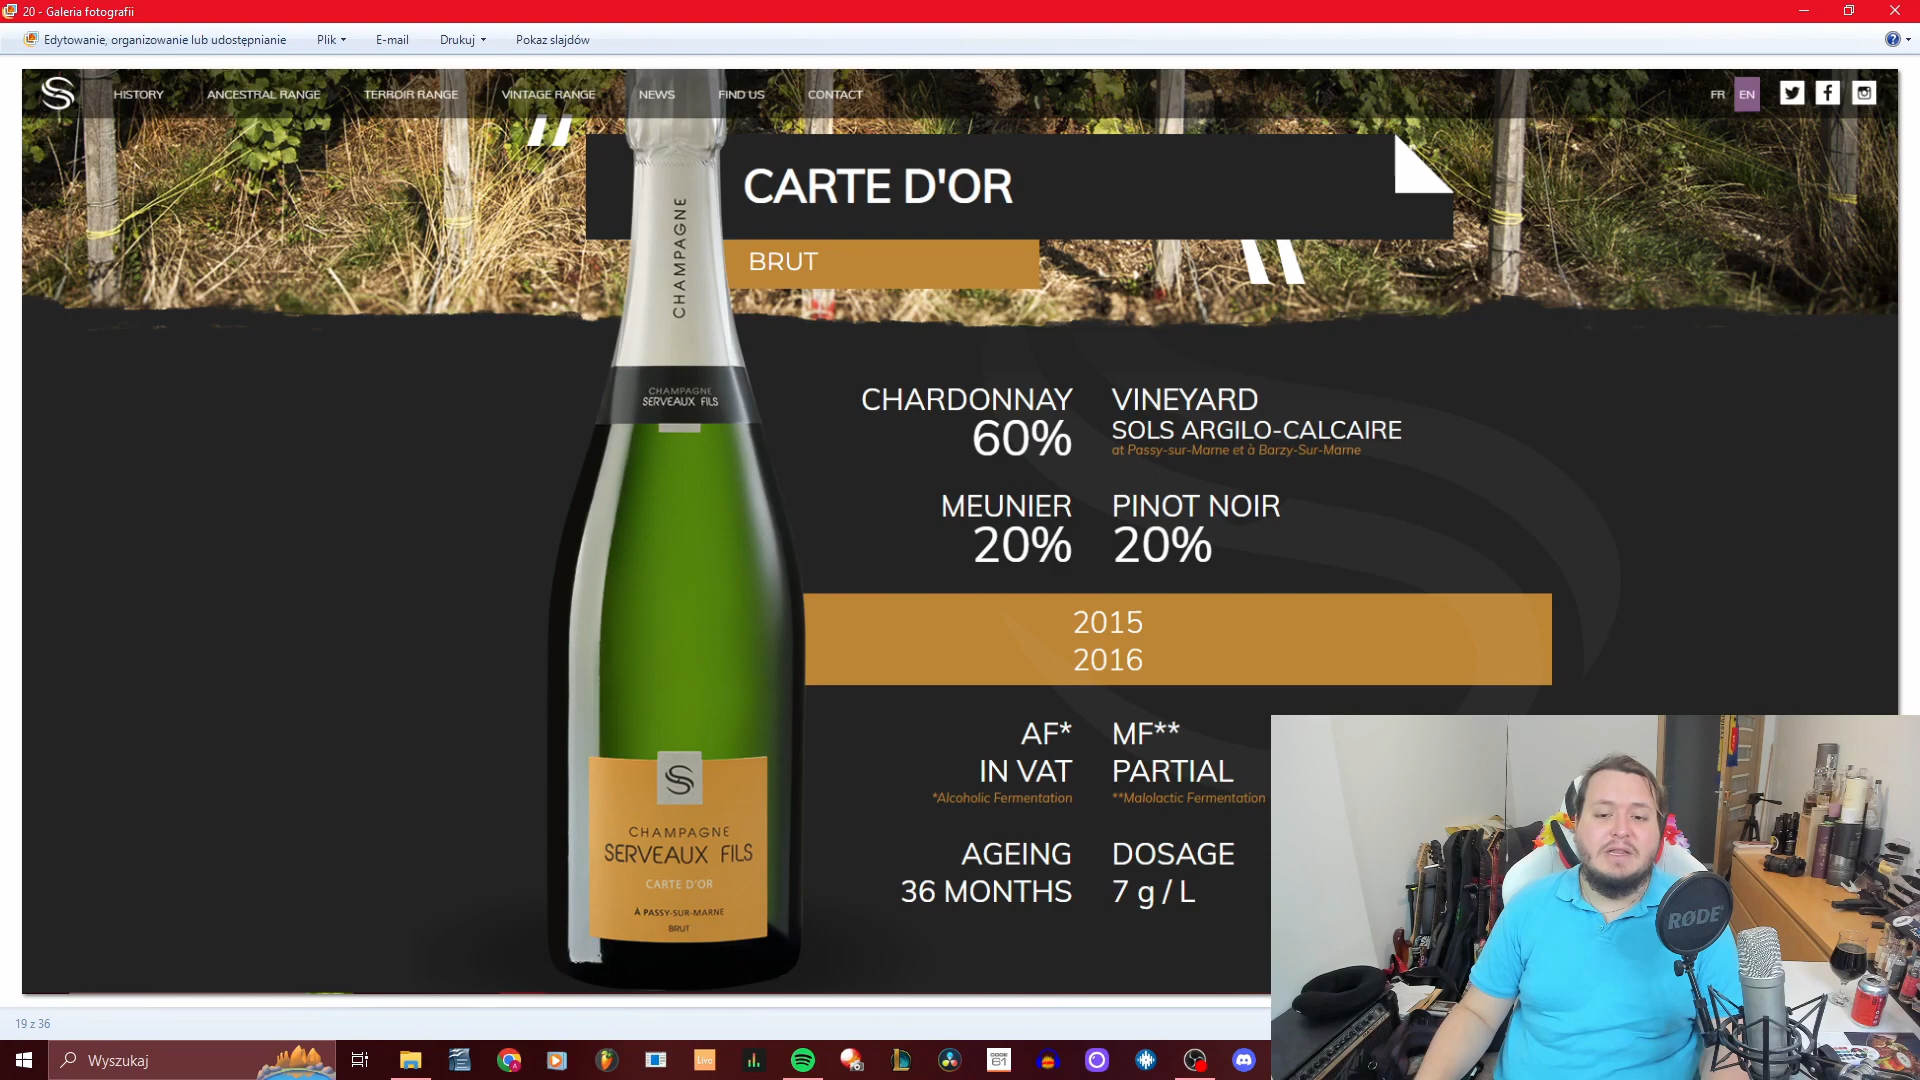 20 - Galeria fotografii
Edytowanie, organizowanie lub udostępnianie Plik E-mail Drukuj Pokaz slajdów
HISTORY ANCESTRAL RANGE TERROIR RANGE VINTAGE RANGE NEWS FIND US CONTACT FR EN
CARTE D'OR
BRUT
CHAMPAGNE
CHAMPAGNE
SERVEAUX FILS
CHARDONNAY
60%
VINEYARD
SOLS ARGILO-CALCAIRE
at Passy-sur-Marne et à Barzy-Sur-Marne
MEUNIER
20%
PINOT NOIR
20%
2015
2016
AF*
IN VAT
*Alcoholic Fermentation
MF**
PARTIAL
**Malolactic Fermentation
AGEING
36 MONTHS
DOSAGE
7 g / L
CHAMPAGNE
SERVEAUX FILS
CARTE D'OR
À PASSY-SUR-MARNE
BRUT
RØDE
19 z 36
Wyszukaj
Live
CODE
61